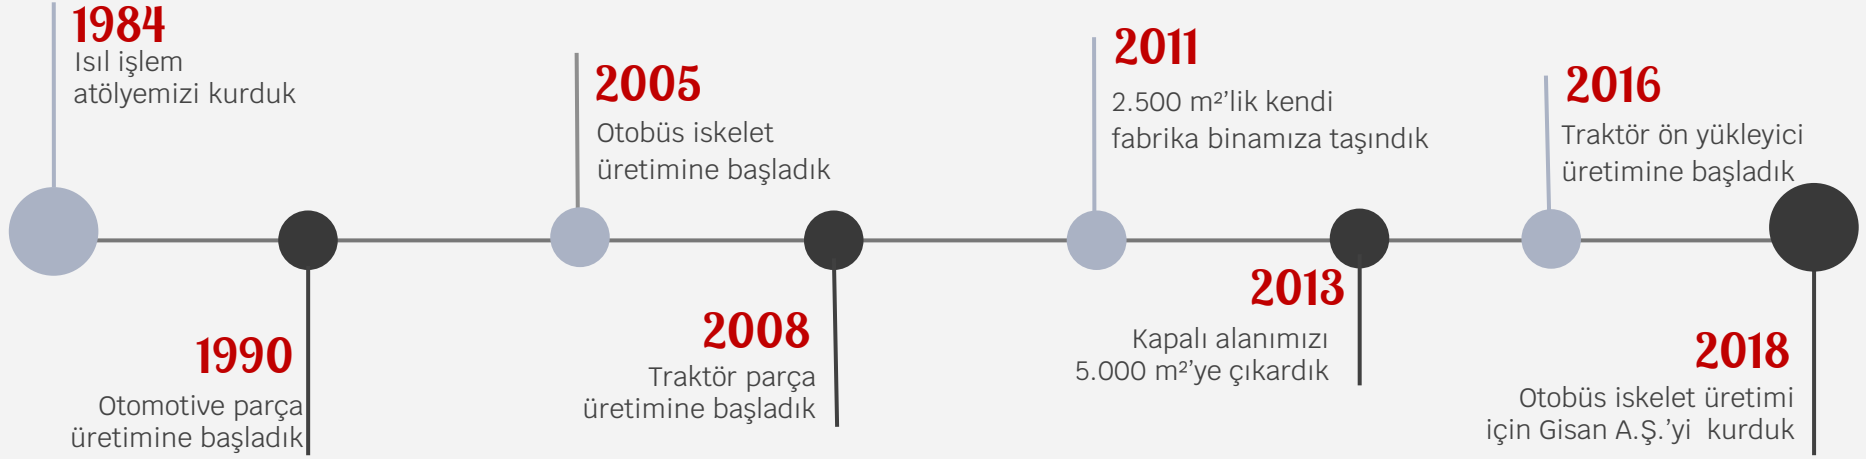 1984
Isıl işlem
atölyemizi kurduk
1990
Otomotive parça
üretimine başladık
2005
Otobüs iskelet
üretimine başladık
2008
Traktör parça
üretimine başladık
2011
2.500 m²’lik kendi
fabrika binamıza taşındık
2013
Kapalı alanımızı
5.000 m²’ye çıkardık
2016
Traktör ön yükleyici
üretimine başladık
2018
Otobüs iskelet üretimi
için Gisan A.Ş.’yi kurduk